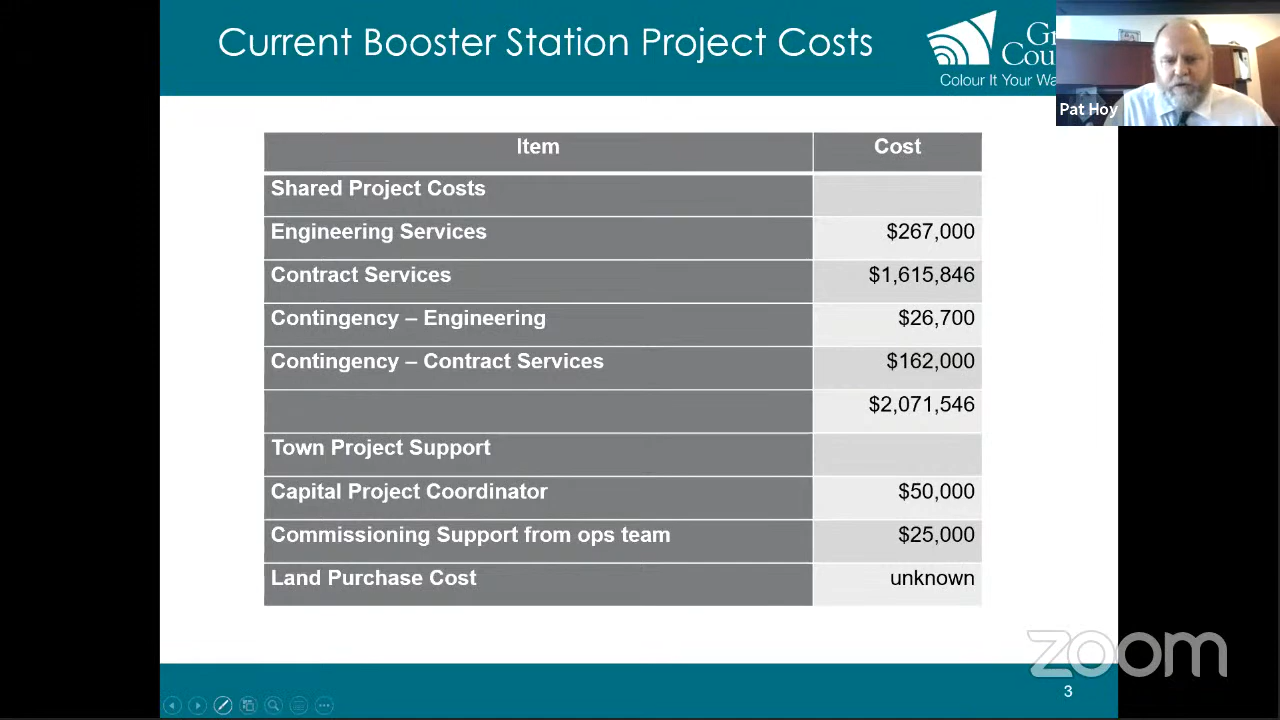 Current Booster Station Project Costs
Colour It Your
Pat Hoy
Item Cost
Shared Project Costs
Engineering Services $267,000
Contract Services $1,615,846
Contingency – Engineering $26,700
Contingency – Contract Services $162,000
$2,071,546
Town Project Support
Capital Project Coordinator $50,000
Commissioning Support from ops team $25,000
Land Purchase Cost unknown
zoom
3